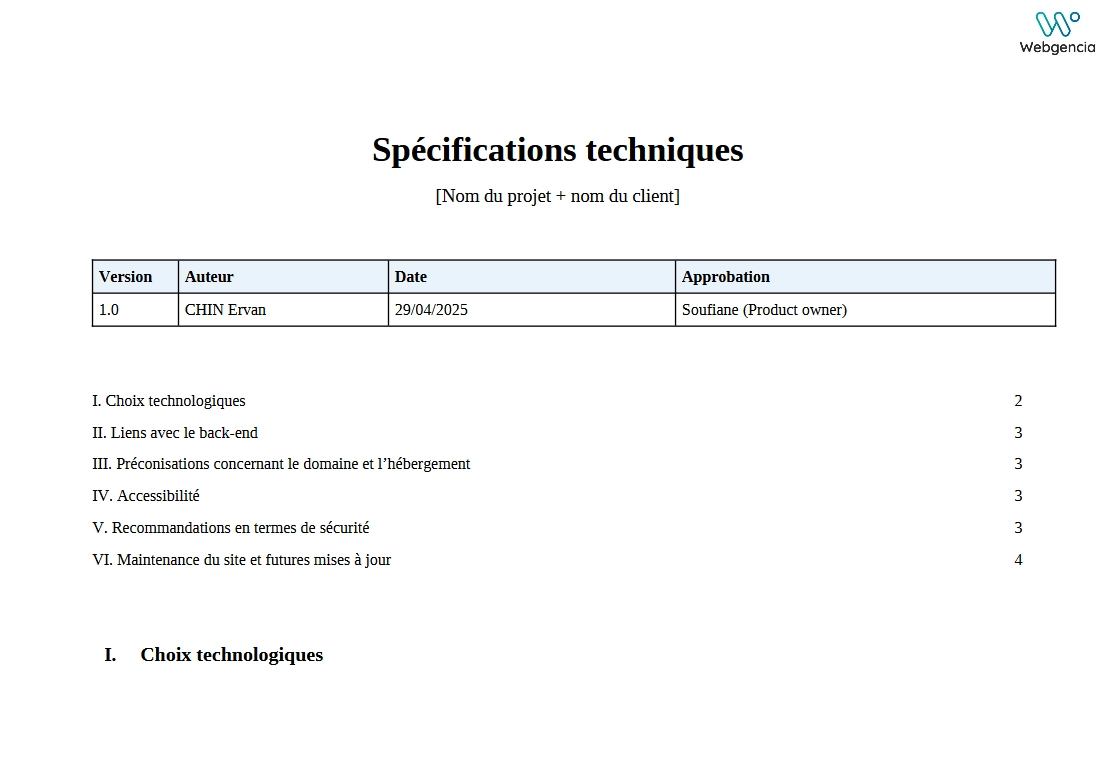 Webgencia
Spécifications techniques
[Nom du projet + nom du client]
Version Auteur Date Approbation
1.0 CHIN Ervan 29/04/2025 Soufiane (Product owner)
I. Choix technologiques 2
II. Liens avec le back-end 3
III. Préconisations concernant le domaine et l’hébergement 3
IV. Accessibilité 3
V. Recommandations en termes de sécurité 3
VI. Maintenance du site et futures mises à jour 4
I. Choix technologiques